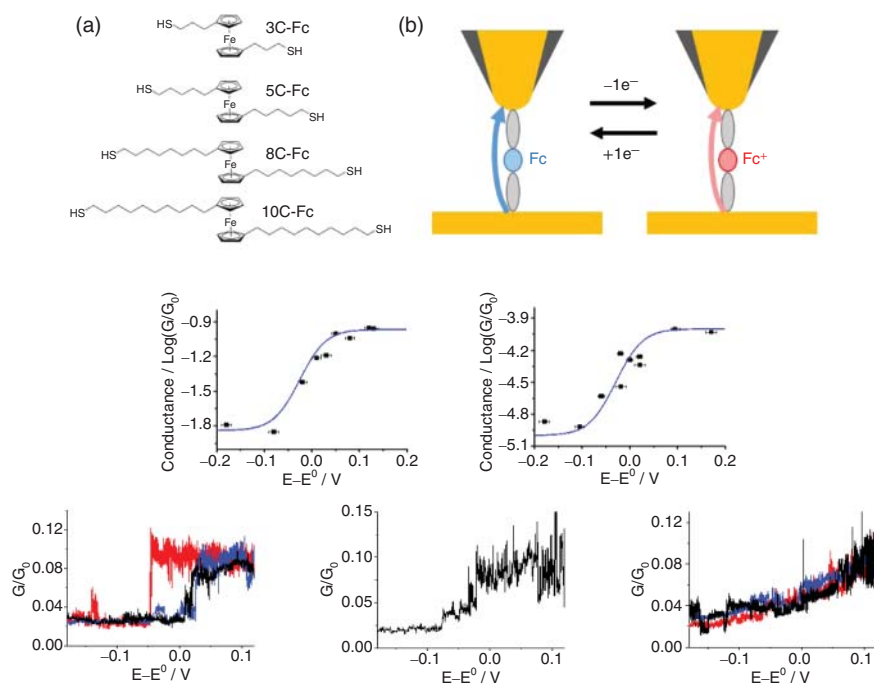 (a)
HS
Fe
SH
3C-Fc
HS
Fe
SH
5C-Fc
HS
Fe
SH
8C-Fc
HS
Fe
SH
10C-Fc
(b)
Fc
−1e⁻
+1e⁻
Fc⁺
Conductance / Log(G/G₀)
−0.9
−1.2
−1.5
−1.8
−0.2 −0.1 0.0 0.1 0.2
E–E⁰ / V
Conductance / Log(G/G₀)
−3.9
−4.2
−4.5
−4.8
−5.1
−0.2 −0.1 0.0 0.1 0.2
E–E⁰ / V
G/G₀
0.12
0.08
0.04
0.00
−0.1 0.0 0.1
E–E⁰ / V
G/G₀
0.15
0.10
0.05
0.00
−0.1 0.0 0.1
E–E⁰ / V
G/G₀
0.12
0.08
0.04
0.00
−0.1 0.0 0.1
E–E⁰ / V